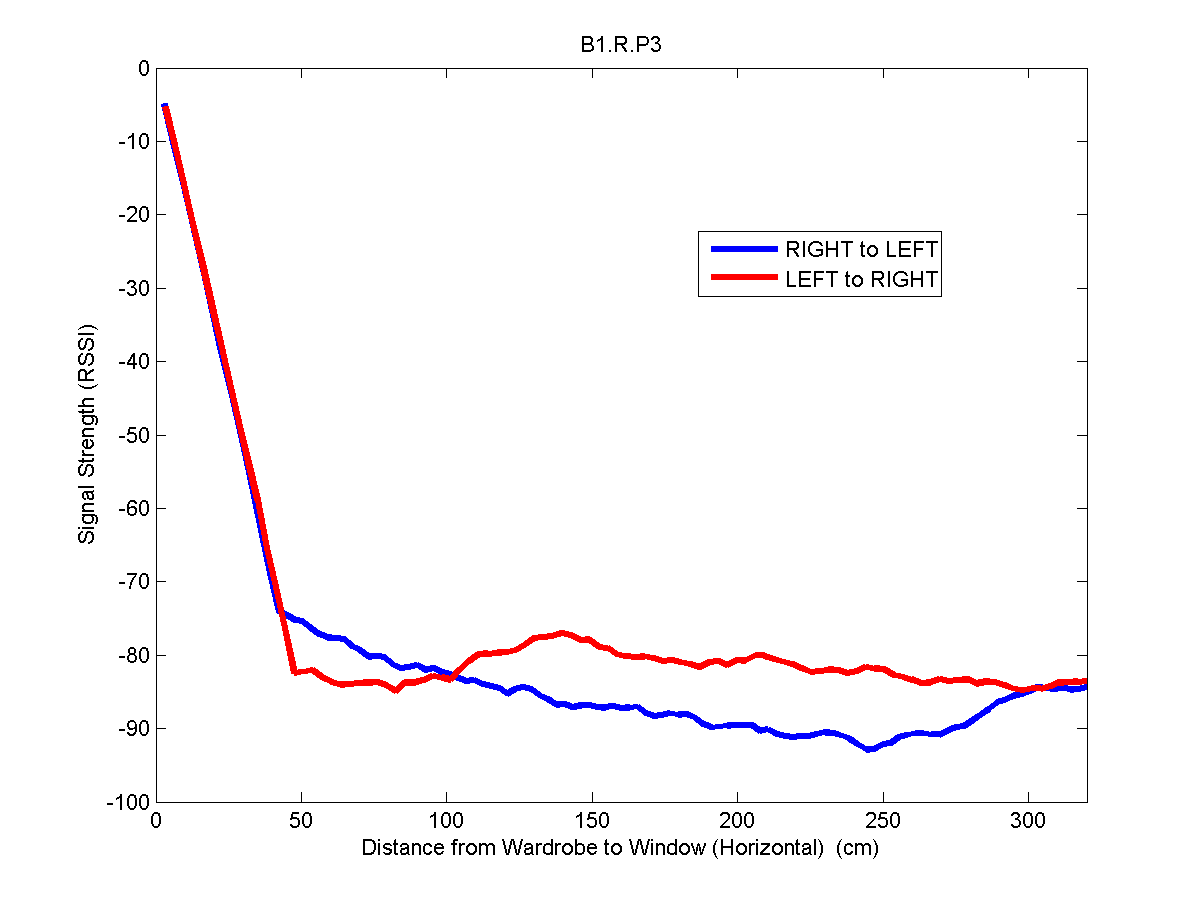 B1.R.P3
0
-10
-20
-30
-40
-50
-60
-70
-80
-90
-100
Signal Strength (RSSI)
RIGHT to LEFT
LEFT to RIGHT
0 50 100 150 200 250 300
Distance from Wardrobe to Window (Horizontal)  (cm)